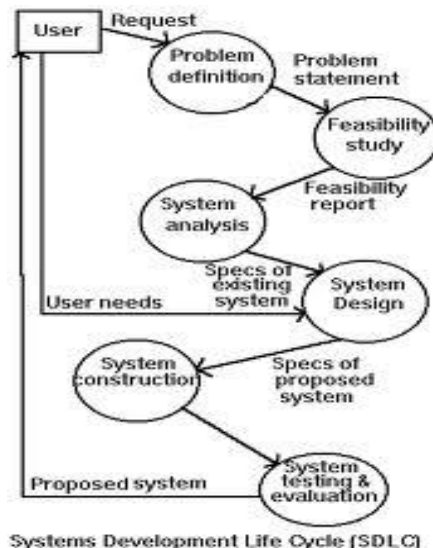 User
Request
Problem
definition
Problem
statement
Feasibility
study
Feasibility
report
System
analysis
Specs of
existing
system
System
Design
User needs
System
construction
Specs of
proposed
system
System
testing &
evaluation
Proposed system
Systems Development Life Cycle (SDLC)